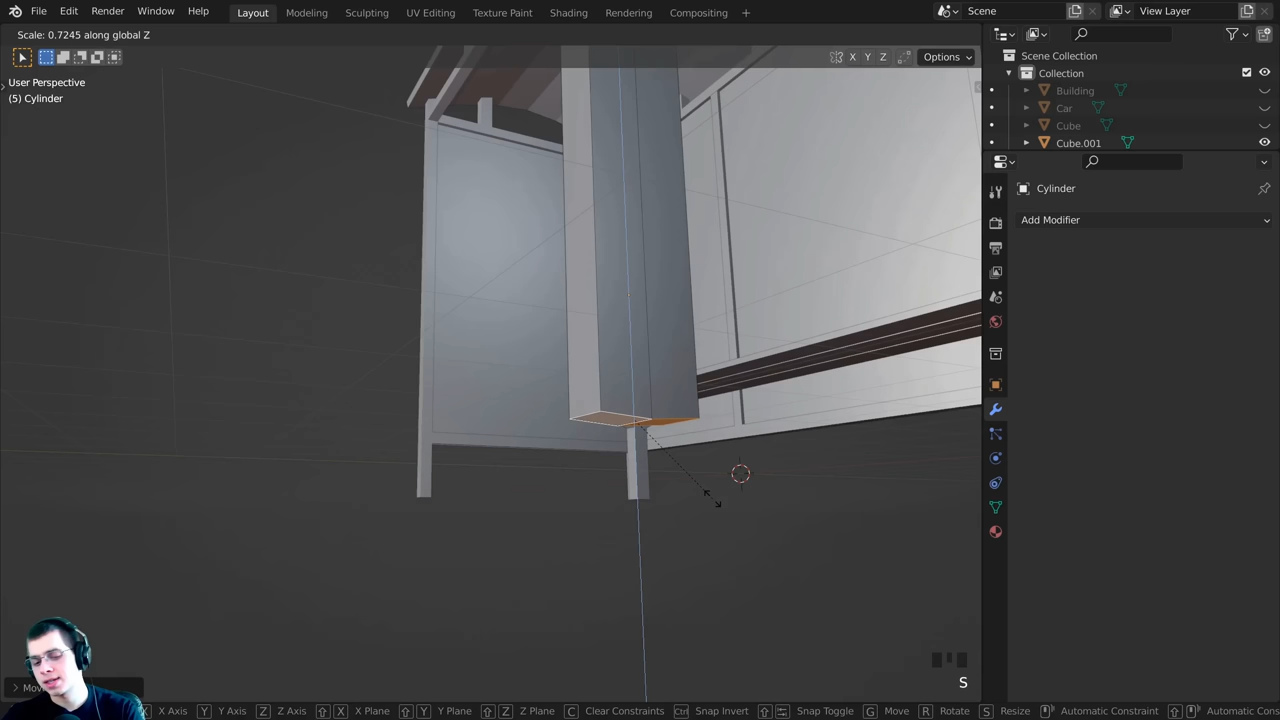 File Edit Render Window Help Layout Modeling Sculpting UV Editing Texture Paint Shading Animation Rendering Compositing Scene View Layer
Scale: 0.7245 along global Z
X Y Z Options
User Perspective
(5) Cylinder
Scene Collection
Collection
Building
Car
Cube
Cube.001
Cylinder
Add Modifier
S
Mov
X X Axis Y Y Axis Z Z Axis X X Plane Y Y Plane Z Z Plane C Clear Constraints Ctrl Snap Invert Snap Toggle G Move R Rotate S Resize Automatic Constraint Automatic Cons